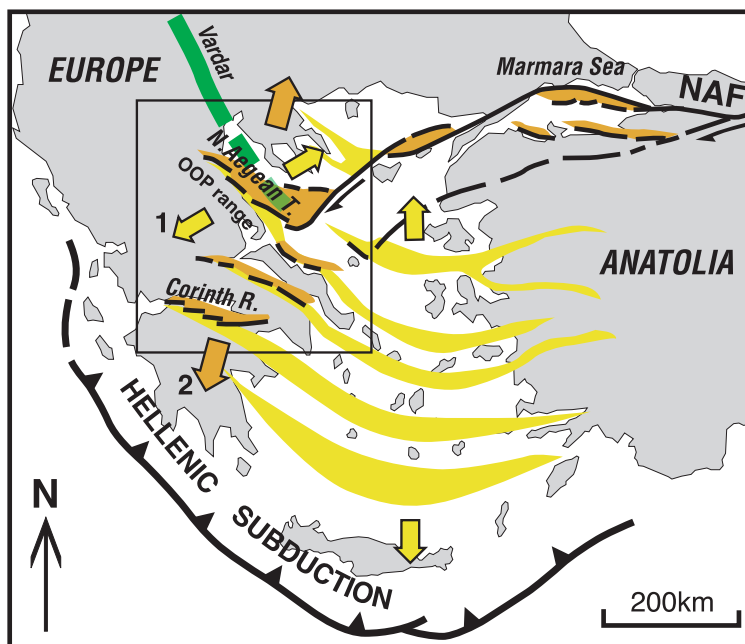 Vardar
EUROPE
Marmara Sea
NAF
N.Aegean T.
OOP range
1
ANATOLIA
Corinth R.
2
HELLENIC SUBDUCTION
N
200km